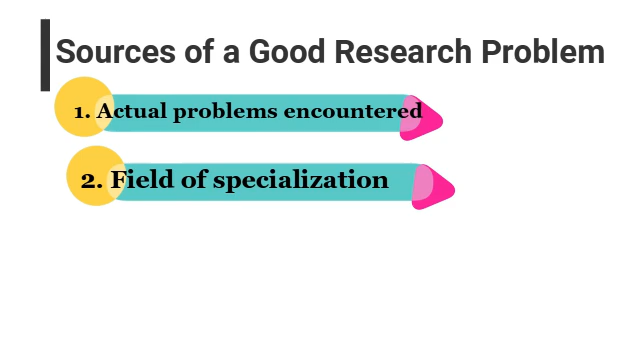 Sources of a Good Research Problem
1. Actual problems encountered
2. Field of specialization